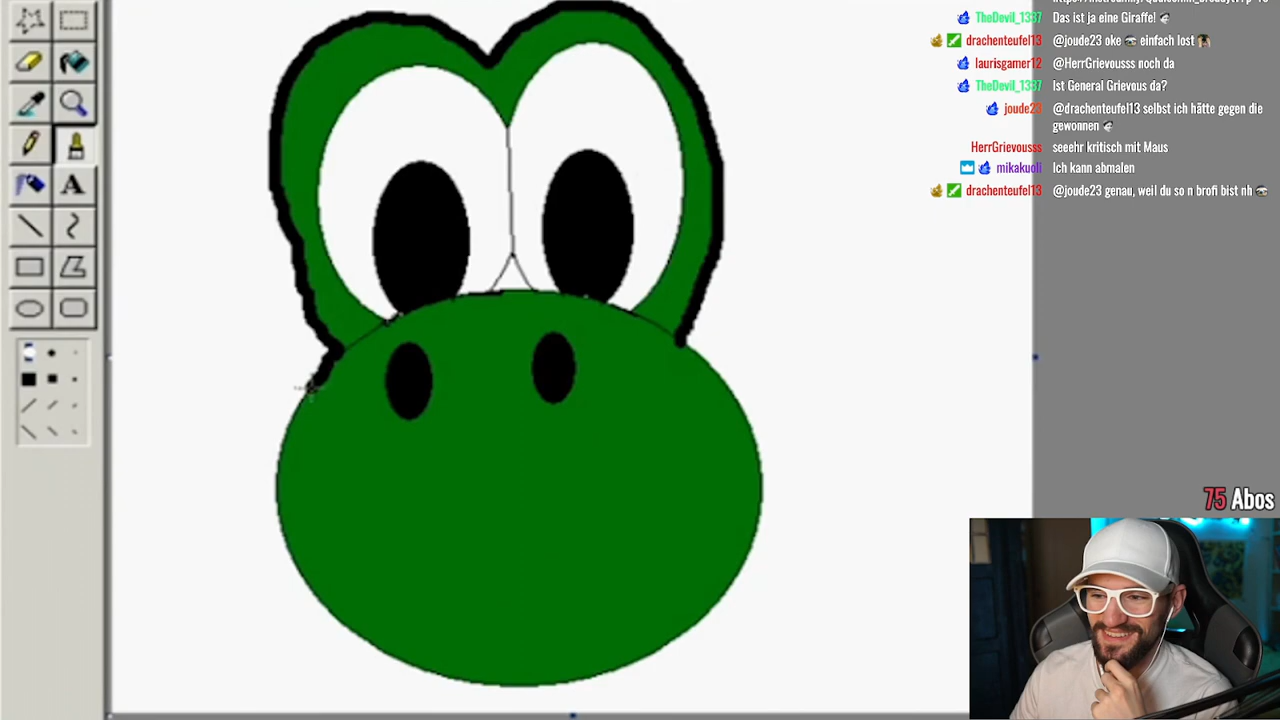 TheDevil_1337 Das ist ja eine Giraffe!
drachenteufel13 @joude23 oke einfach lost
laurisgamer12 @HerrGrievousss noch da
TheDevil_1337 Ist General Grievous da?
joude23 @drachenteufel13 selbst ich hätte gegen die
gewonnen
HerrGrievousss seeehr kritisch mit Maus
mikakuoli Ich kann abmalen
drachenteufel13 @joude23 genau, weil du so n brofi bist nh
A
75 Abos